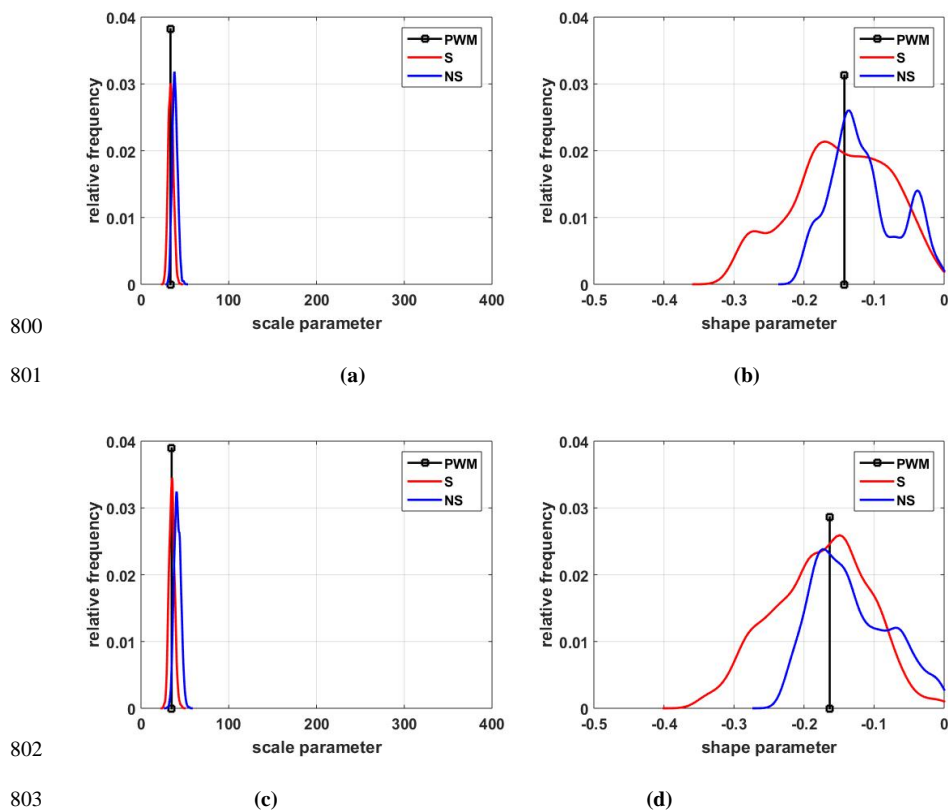 0.04
0.03
0.02
0.01
0
relative frequency
0 100 200 300 400
scale parameter
PWM
S
NS
0.04
0.03
0.02
0.01
0
relative frequency
-0.5 -0.4 -0.3 -0.2 -0.1 0
shape parameter
PWM
S
NS
800
801 (a) (b)
0.04
0.03
0.02
0.01
0
relative frequency
0 100 200 300 400
scale parameter
PWM
S
NS
0.04
0.03
0.02
0.01
0
relative frequency
-0.5 -0.4 -0.3 -0.2 -0.1 0
shape parameter
PWM
S
NS
802
803 (c) (d)